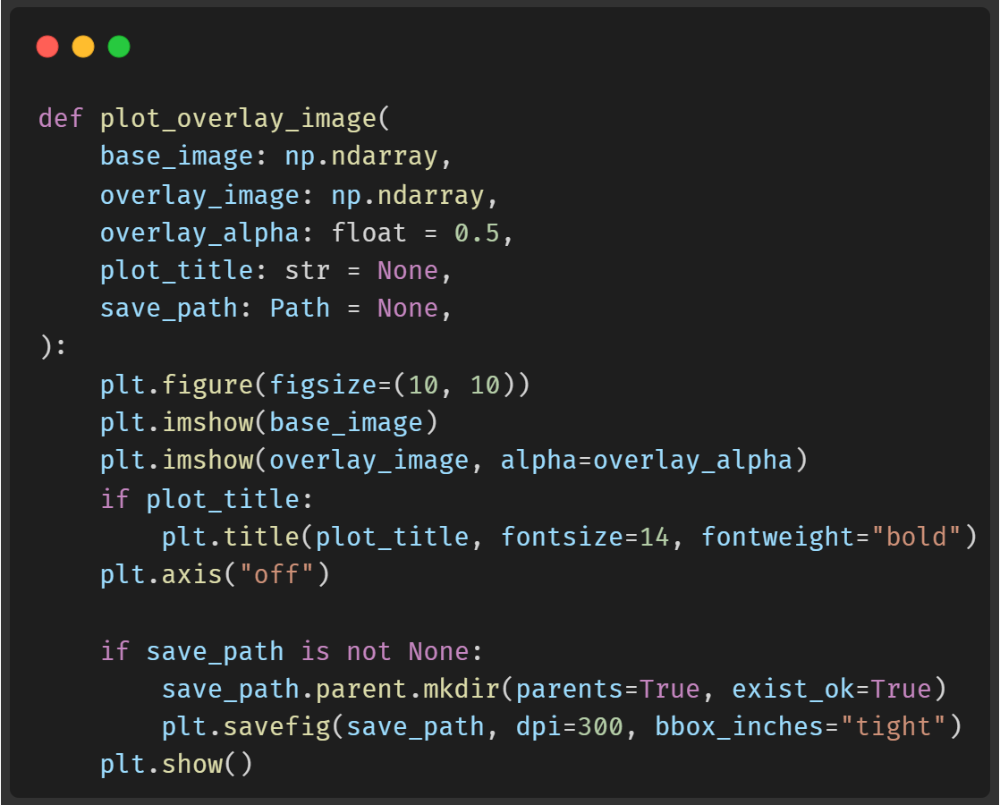 def plot_overlay_image(
    base_image: np.ndarray,
    overlay_image: np.ndarray,
    overlay_alpha: float = 0.5,
    plot_title: str = None,
    save_path: Path = None,
):
    plt.figure(figsize=(10, 10))
    plt.imshow(base_image)
    plt.imshow(overlay_image, alpha=overlay_alpha)
    if plot_title:
        plt.title(plot_title, fontsize=14, fontweight="bold")
    plt.axis("off")

    if save_path is not None:
        save_path.parent.mkdir(parents=True, exist_ok=True)
        plt.savefig(save_path, dpi=300, bbox_inches="tight")
    plt.show()